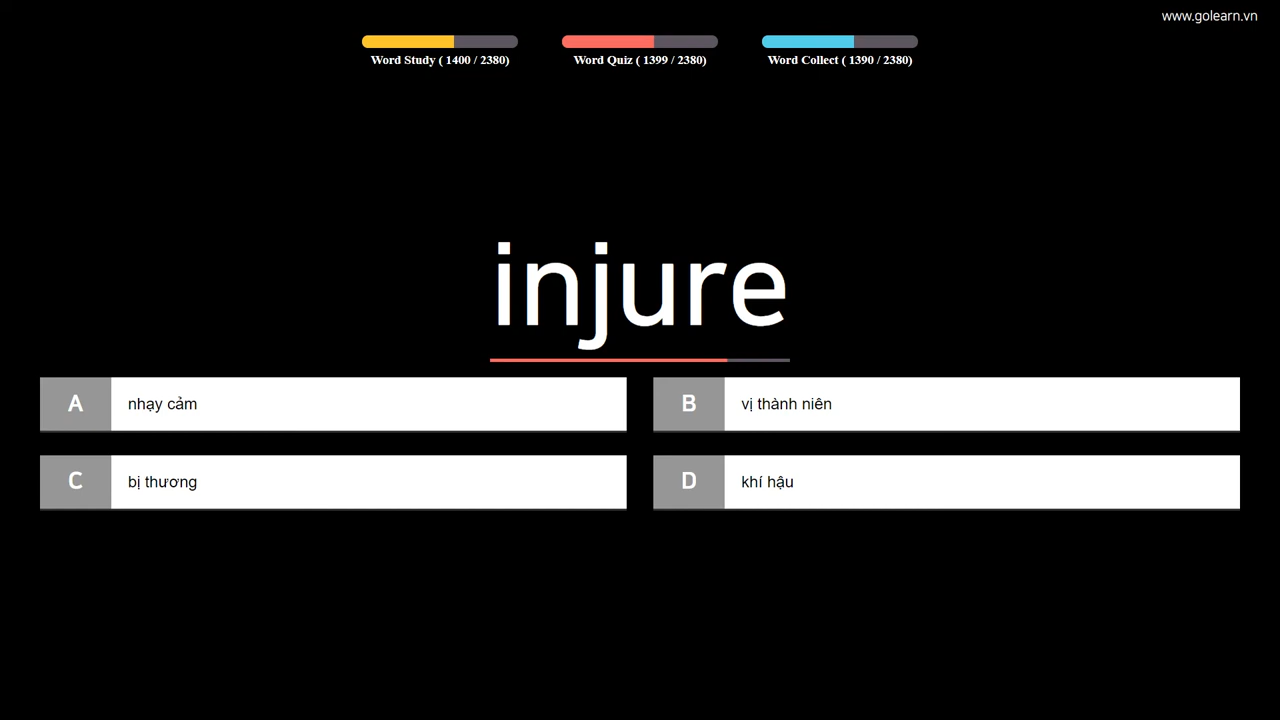 www.golearn.vn
Word Study ( 1400 / 2380)
Word Quiz ( 1399 / 2380)
Word Collect ( 1390 / 2380)
injure
A nhạy cảm
B vị thành niên
C bị thương
D khí hậu